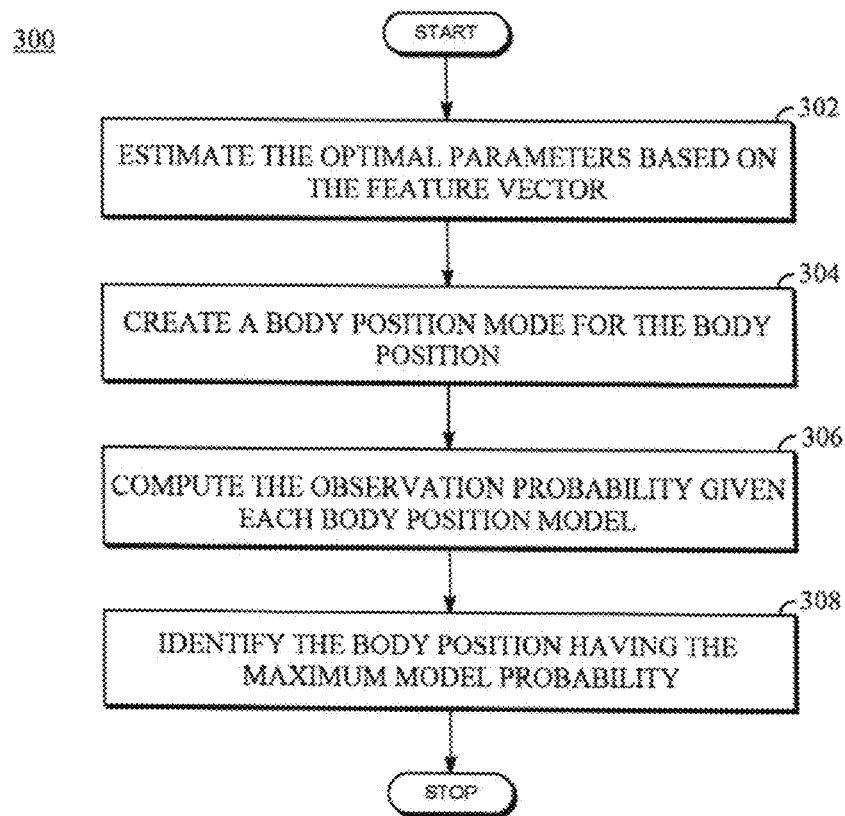 300
START
302
ESTIMATE THE OPTIMAL PARAMETERS BASED ON
THE FEATURE VECTOR
304
CREATE A BODY POSITION MODE FOR THE BODY
POSITION
306
COMPUTE THE OBSERVATION PROBABILITY GIVEN
EACH BODY POSITION MODEL
308
IDENTIFY THE BODY POSITION HAVING THE
MAXIMUM MODEL PROBABILITY
STOP